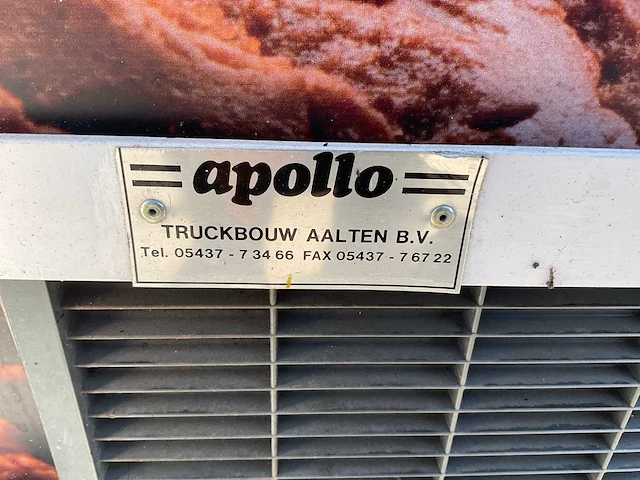 apollo
TRUCKBOUW AALTEN B.V.
Tel. 05437 - 7 34 66 FAX 05437 - 7 67 22